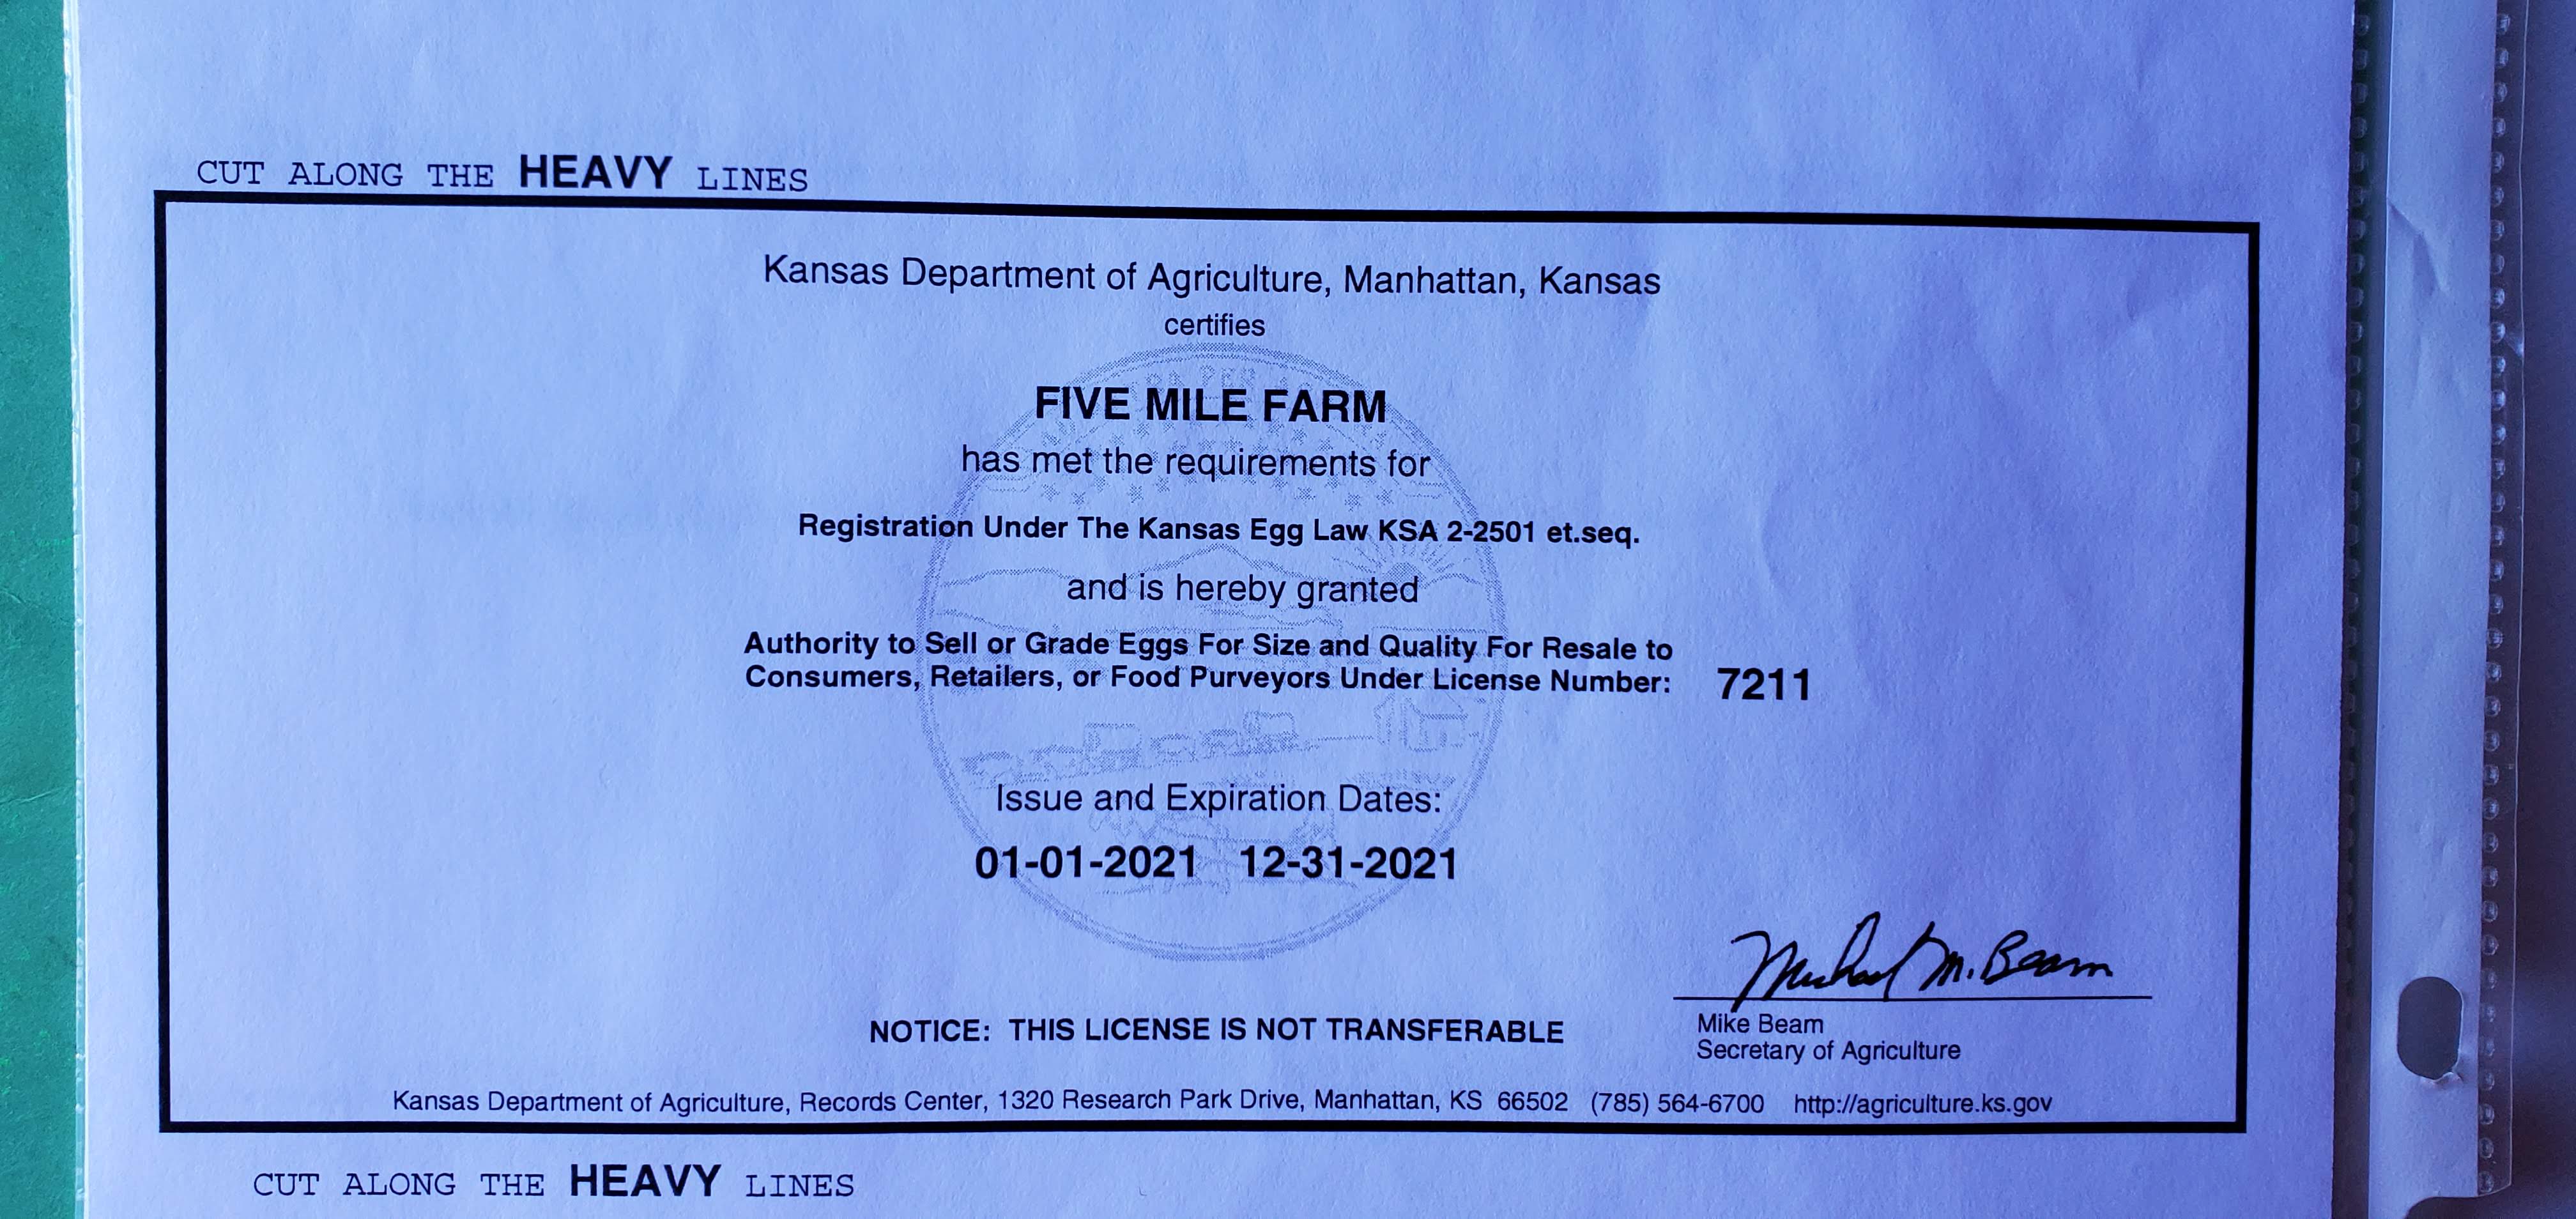 CUT ALONG THE HEAVY LINES
Kansas Department of Agriculture, Manhattan, Kansas
certifies
FIVE MILE FARM
has met the requirements for
Registration Under The Kansas Egg Law KSA 2-2501 et.seq.
and is hereby granted
Authority to Sell or Grade Eggs For Size and Quality For Resale to
Consumers, Retailers, or Food Purveyors Under License Number: 7211
Issue and Expiration Dates:
01-01-2021 12-31-2021
Michael M. Beam
Mike Beam
Secretary of Agriculture
NOTICE: THIS LICENSE IS NOT TRANSFERABLE
Kansas Department of Agriculture, Records Center, 1320 Research Park Drive, Manhattan, KS 66502 (785) 564-6700 http://agriculture.ks.gov
CUT ALONG THE HEAVY LINES